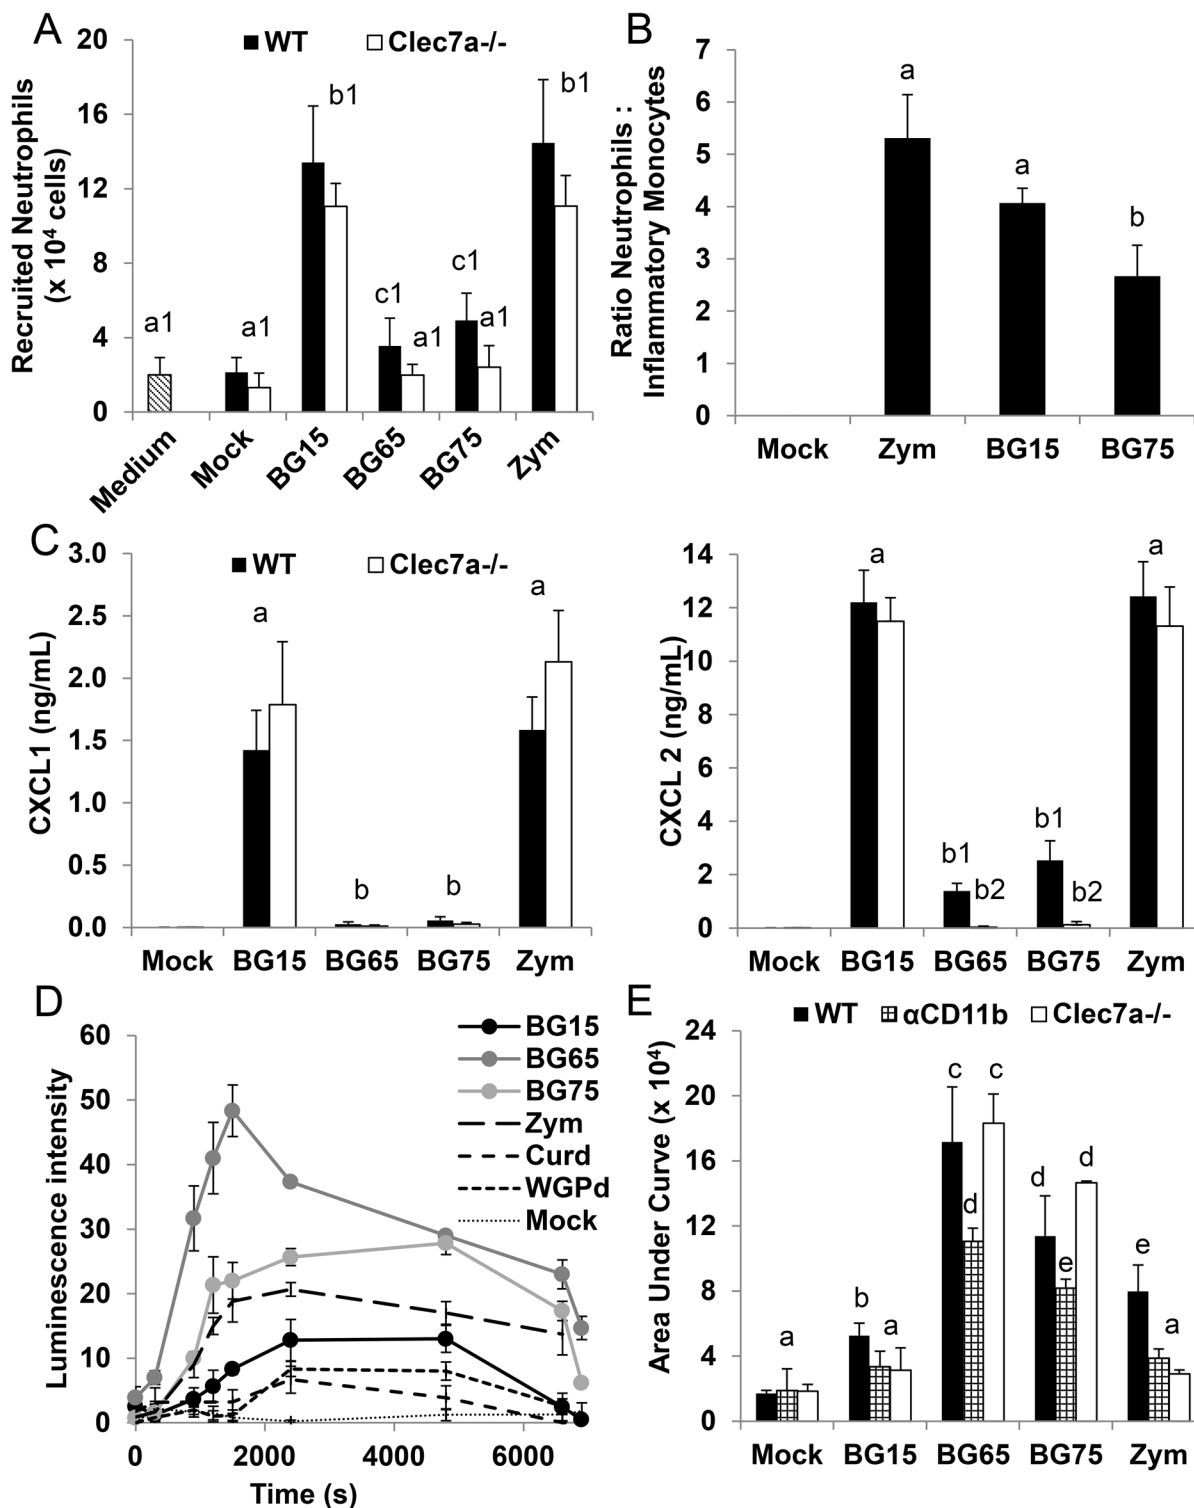 A
WT Clec7a-/-
Recruited Neutrophils
(x 10⁴ cells)
20
16
12
8
4
0
a1
a1
b1
c1
a1
c1
a1
b1
Medium
Mock
BG15
BG65
BG75
Zym
B
Ratio Neutrophils :
Inflammatory Monocytes
7
6
5
4
3
2
1
0
a
a
b
Mock Zym BG15 BG75
C
WT Clec7a-/-
CXCL1 (ng/mL)
3.0
2.5
2.0
1.5
1.0
0.5
0.0
a
b
b
a
Mock BG15 BG65 BG75 Zym
CXCL 2 (ng/mL)
14
12
10
8
6
4
2
0
a
b1
b2
b1
b2
a
Mock BG15 BG65 BG75 Zym
D
Luminescence intensity
60
50
40
30
20
10
0
BG15
BG65
BG75
Zym
Curd
WGPd
Mock
0 2000 4000 6000
Time (s)
E
WT αCD11b Clec7a-/-
Area Under Curve (x 10⁴)
24
20
16
12
8
4
0
a
b
a
c
d
c
d
e
d
e
a
Mock BG15 BG65 BG75 Zym